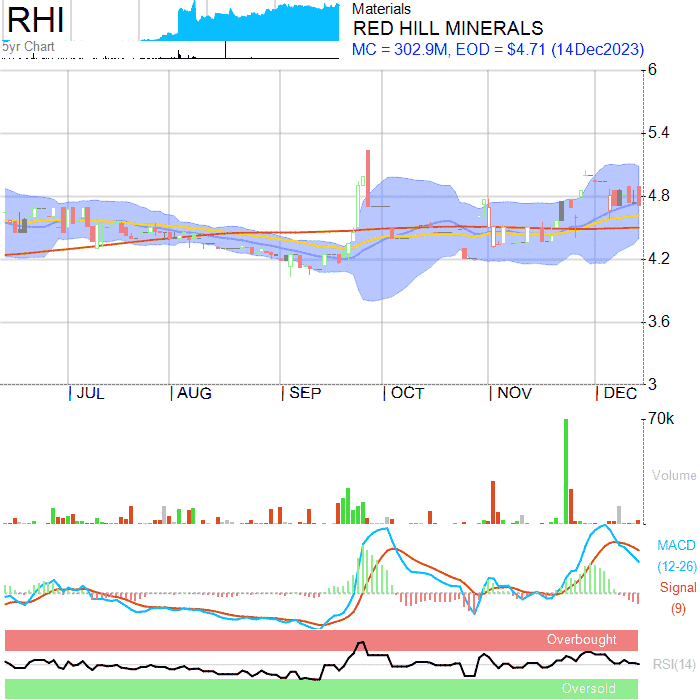 RHI
5yr Chart
Materials
RED HILL MINERALS
MC = 302.9M, EOD = $4.71 (14Dec2023)
6
5.4
4.8
4.2
3.6
3
JUL AUG SEP OCT NOV DEC
70k
Volume
MACD
(12-26)
Signal
(9)
Overbought
RSI(14)
Oversold